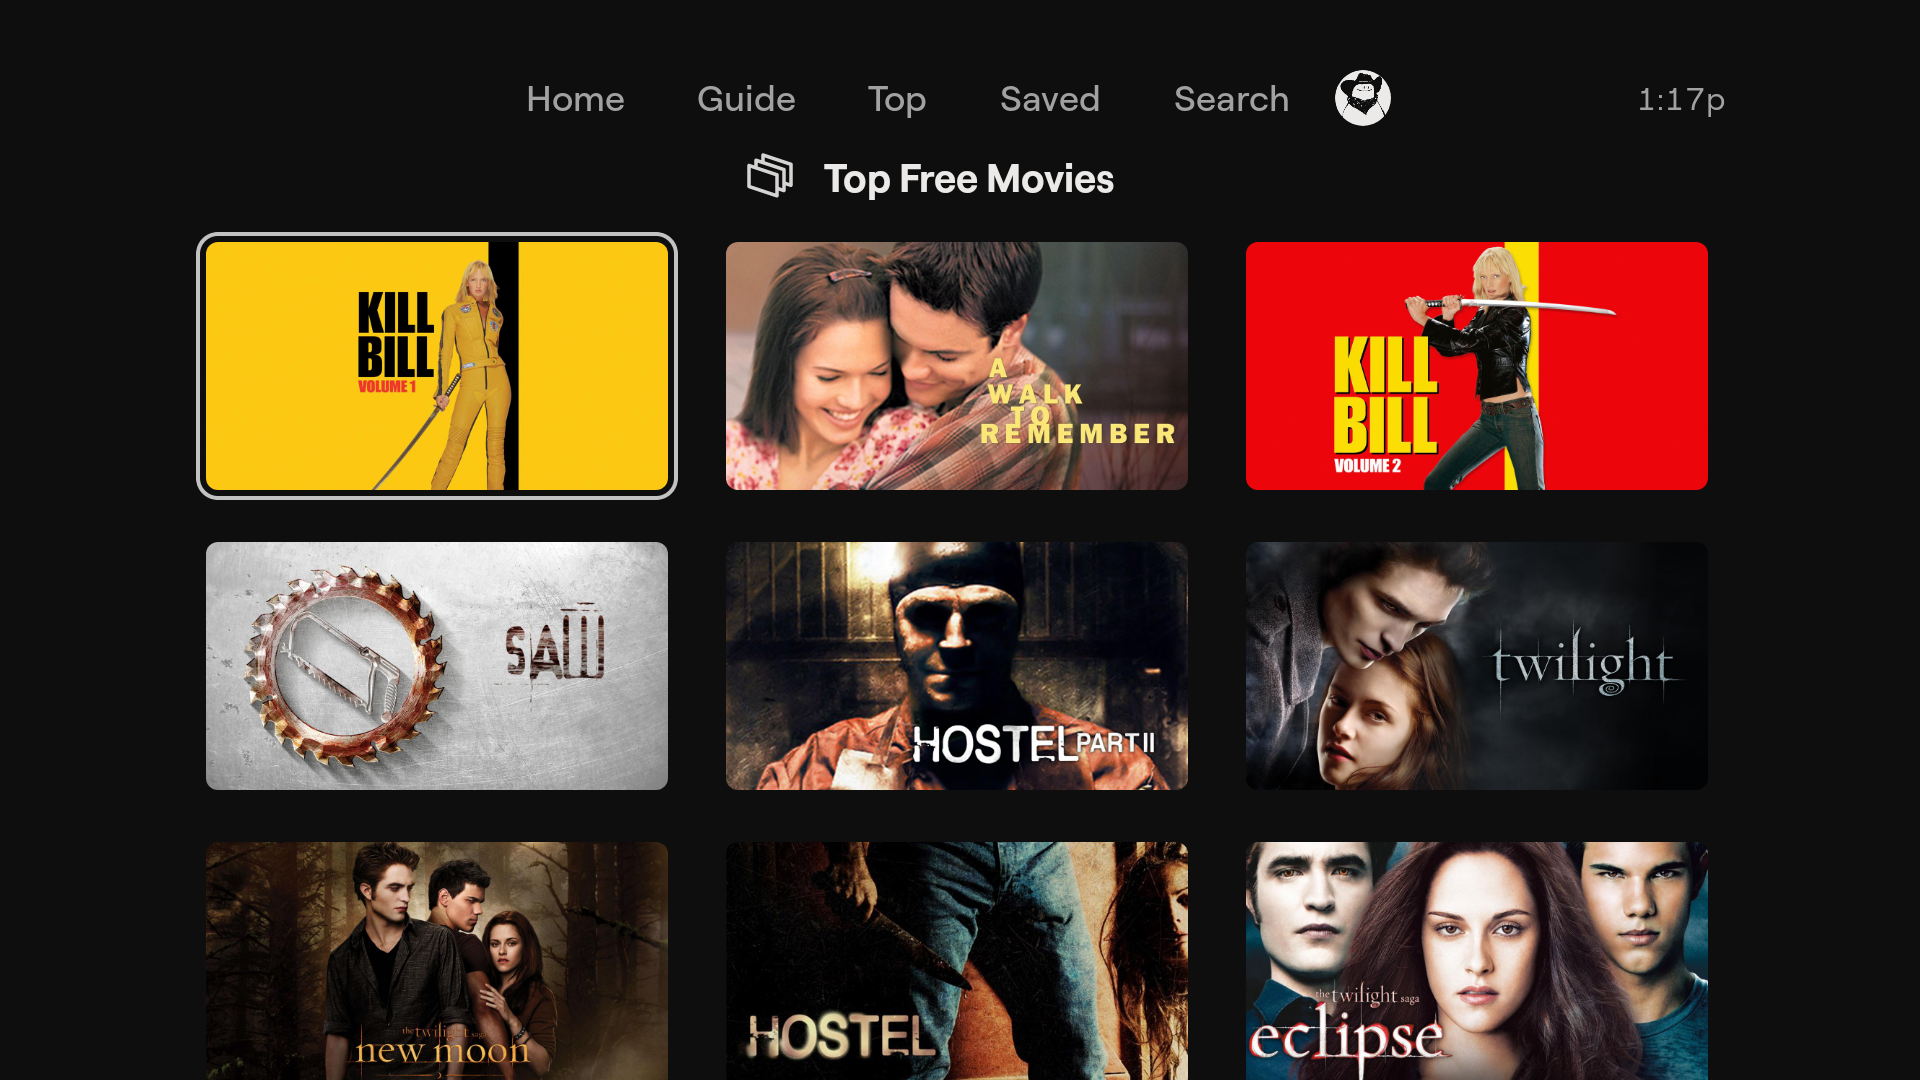 Home Guide Top Saved Search 1:17p
Top Free Movies
KILL
BILL
VOLUME 1
A
WALK
TO
REMEMBER
KILL
BILL
VOLUME 2
SAW
HOSTEL PART II
twilight
the twilight saga
new moon
HOSTEL
the twilight saga
eclipse